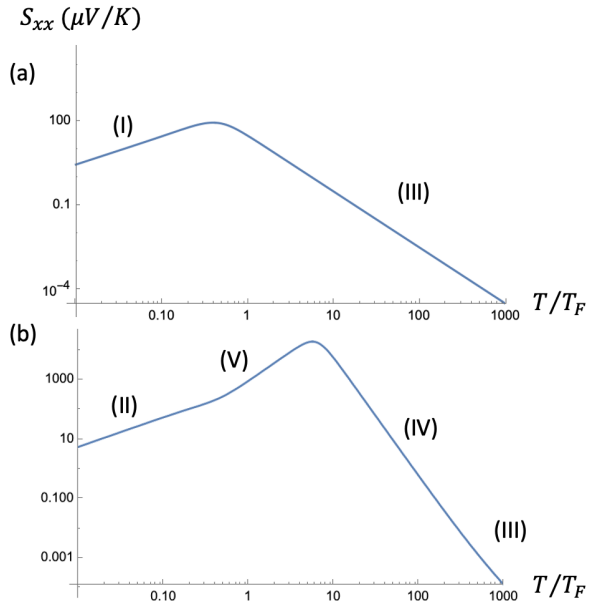 S_xx (μV/K)
(a)
100
(I)
(III)
0.1
10⁻⁴
0.10 1 10 100 1000 T/T_F
(b)
(V)
1000
(II)
(IV)
10
0.100
(III)
0.001
0.10 1 10 100 1000 T/T_F